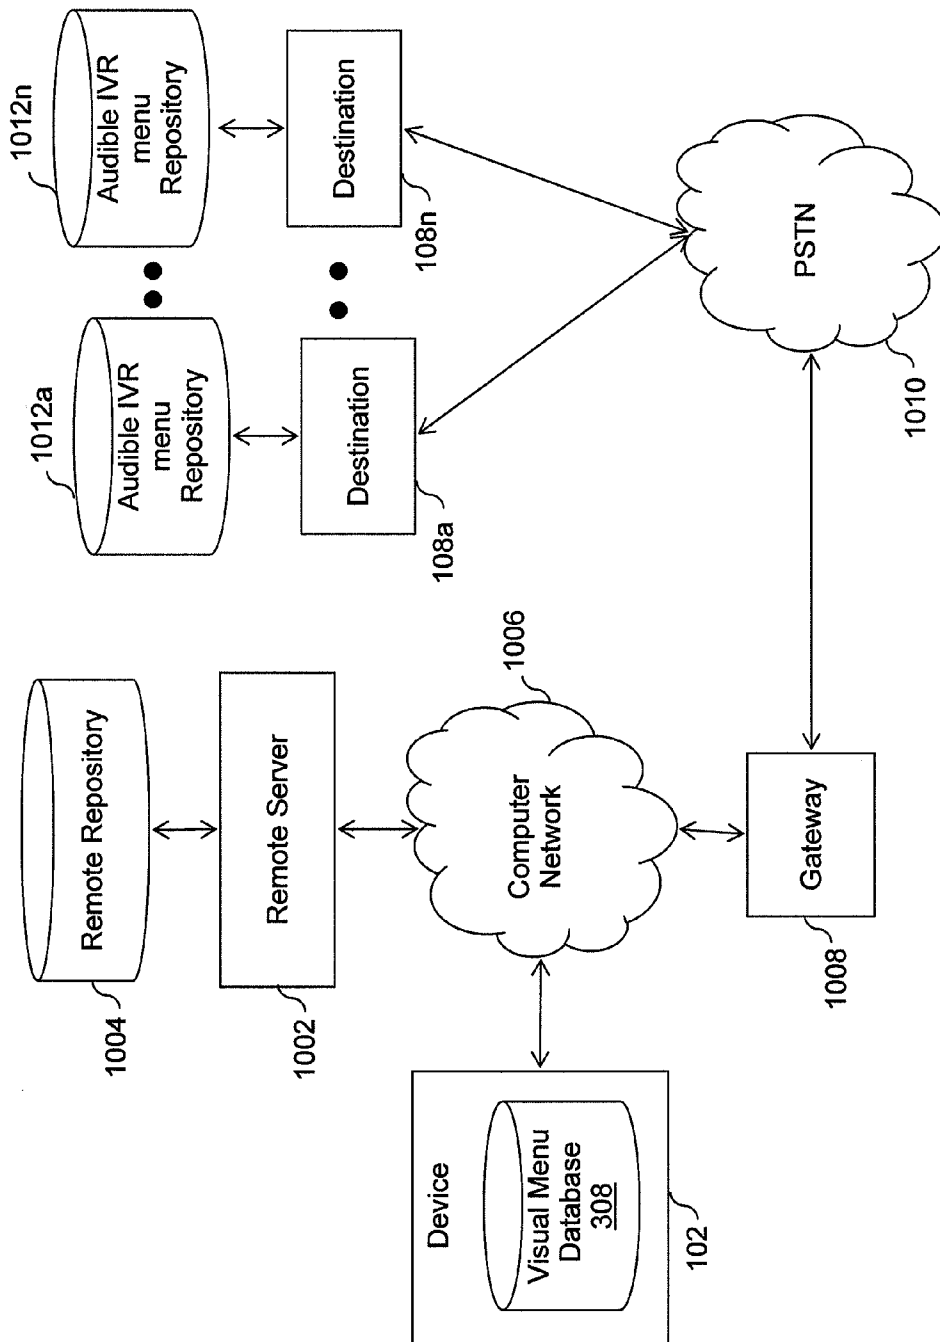 Remote Repository
1004
Remote Server
1002
Computer
Network
1006
Device
Visual Menu
Database
308
102
Gateway
1008
PSTN
1010
Audible IVR
menu
Repository
1012a
Destination
108a
Audible IVR
menu
Repository
1012n
Destination
108n